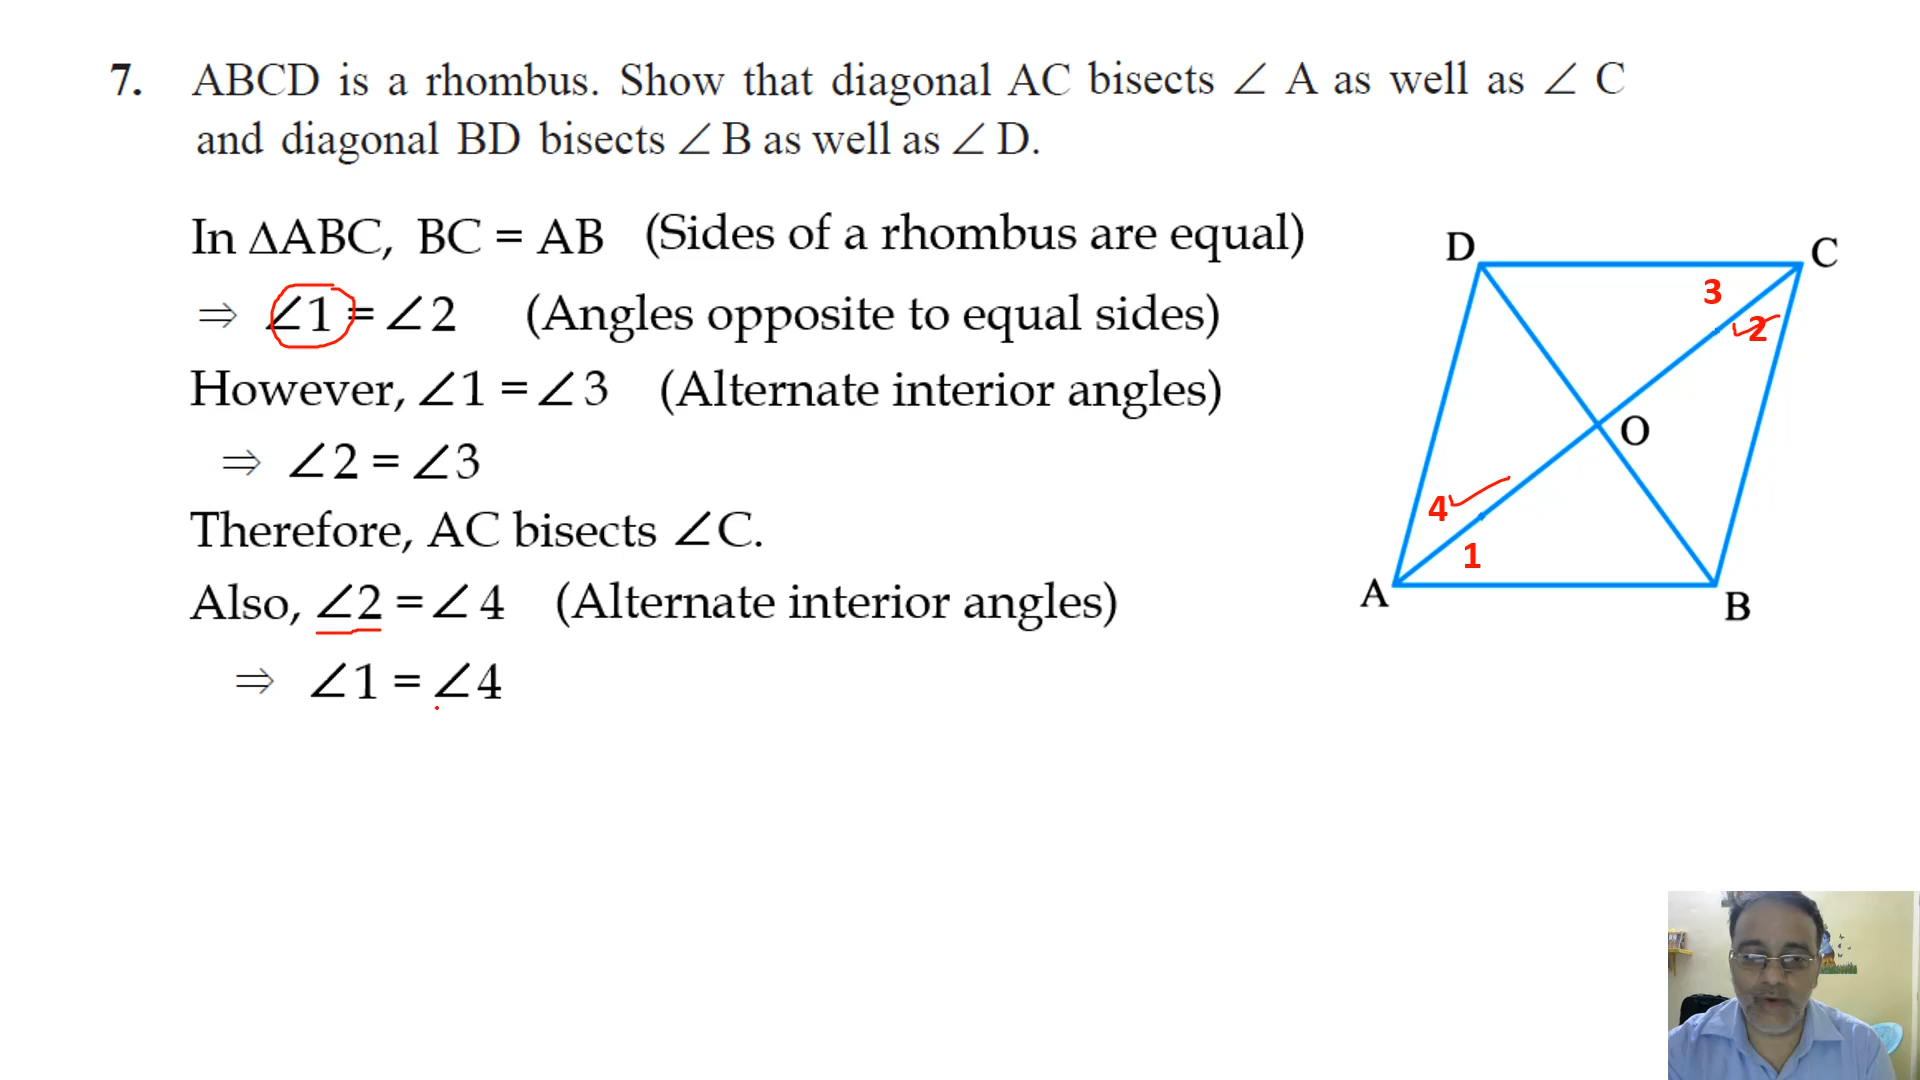 7. ABCD is a rhombus. Show that diagonal AC bisects ∠ A as well as ∠ C
and diagonal BD bisects ∠ B as well as ∠ D.
In ΔABC, BC = AB (Sides of a rhombus are equal)
⇒ ∠1 = ∠2 (Angles opposite to equal sides)
However, ∠1 = ∠3 (Alternate interior angles)
⇒ ∠2 = ∠3
Therefore, AC bisects ∠C.
Also, ∠2 = ∠4 (Alternate interior angles)
⇒ ∠1 = ∠4
D
C
3
2
O
4
1
A
B